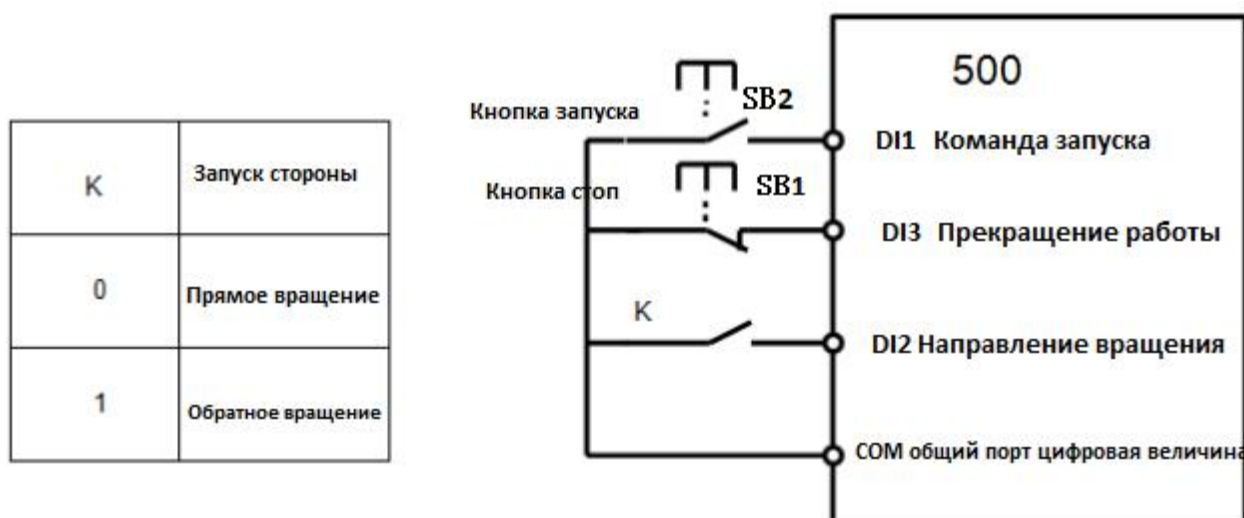 K
Запуск стороны
0
Прямое вращение
1
Обратное вращение
500
Кнопка запуска
SB2
DI1 Команда запуска
Кнопка стоп
SB1
DI3 Прекращение работы
K
DI2 Направление вращения
COM общий порт цифровая величина